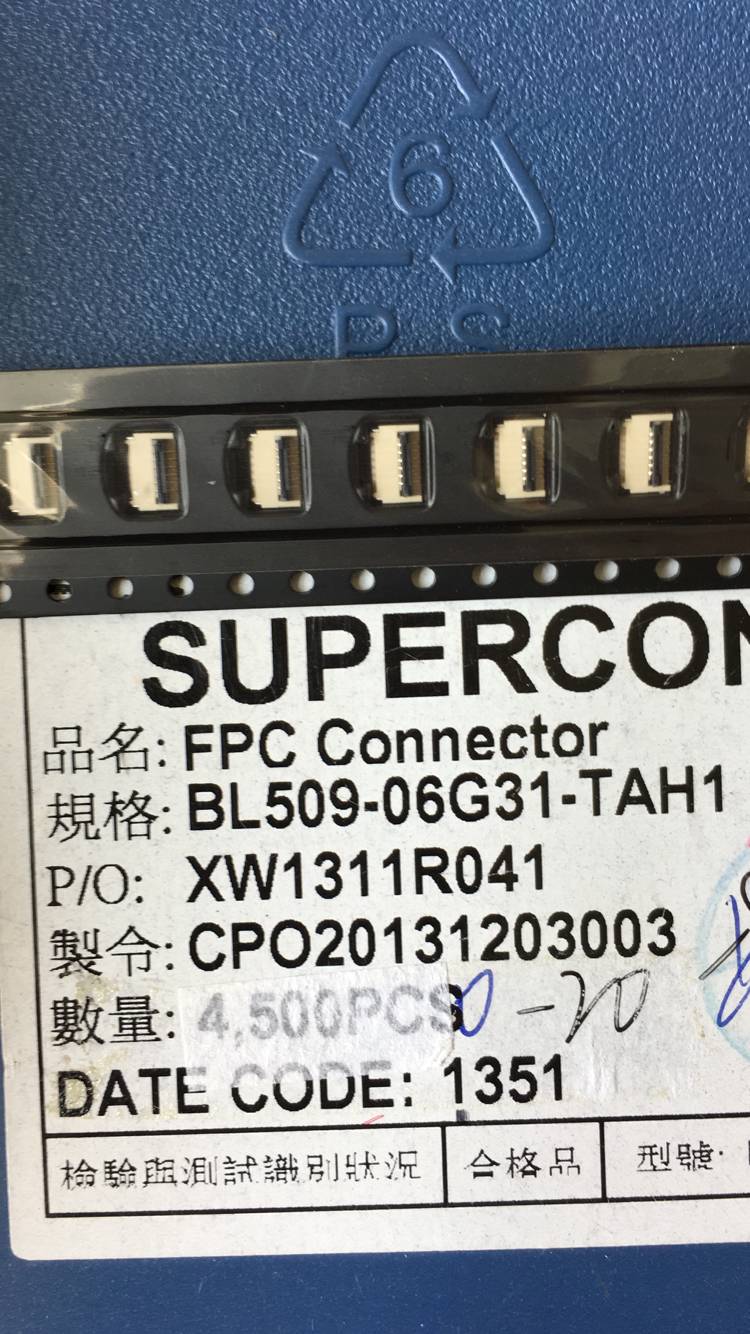 6
PS
SUPERCON
品名: FPC Connector
規格: BL509-06G31-TAH1
P/O: XW1311R041
製令: CPO20131203003
數量: 4,500PCS
DATE CODE: 1351
檢驗與測試識別狀況 合格品 型號: